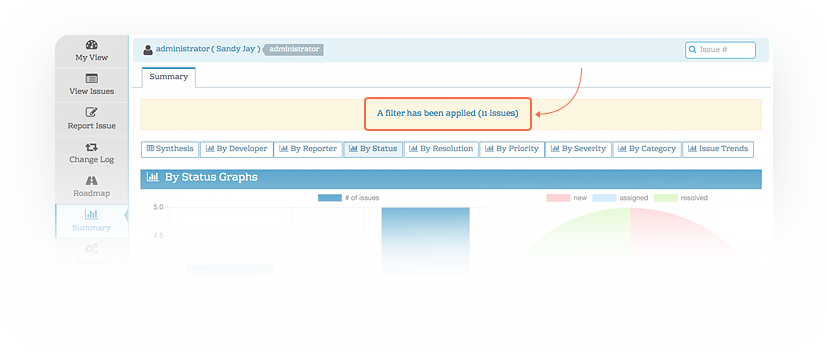 My View
View Issues
Report Issue
Change Log
Roadmap
Summary
administrator ( Sandy Jay ) administrator
Issue #
Summary
A filter has been applied (11 issues)
Synthesis By Developer By Reporter By Status By Resolution By Priority By Severity By Category Issue Trends
By Status Graphs
# of issues
5.0
4.5
new assigned resolved